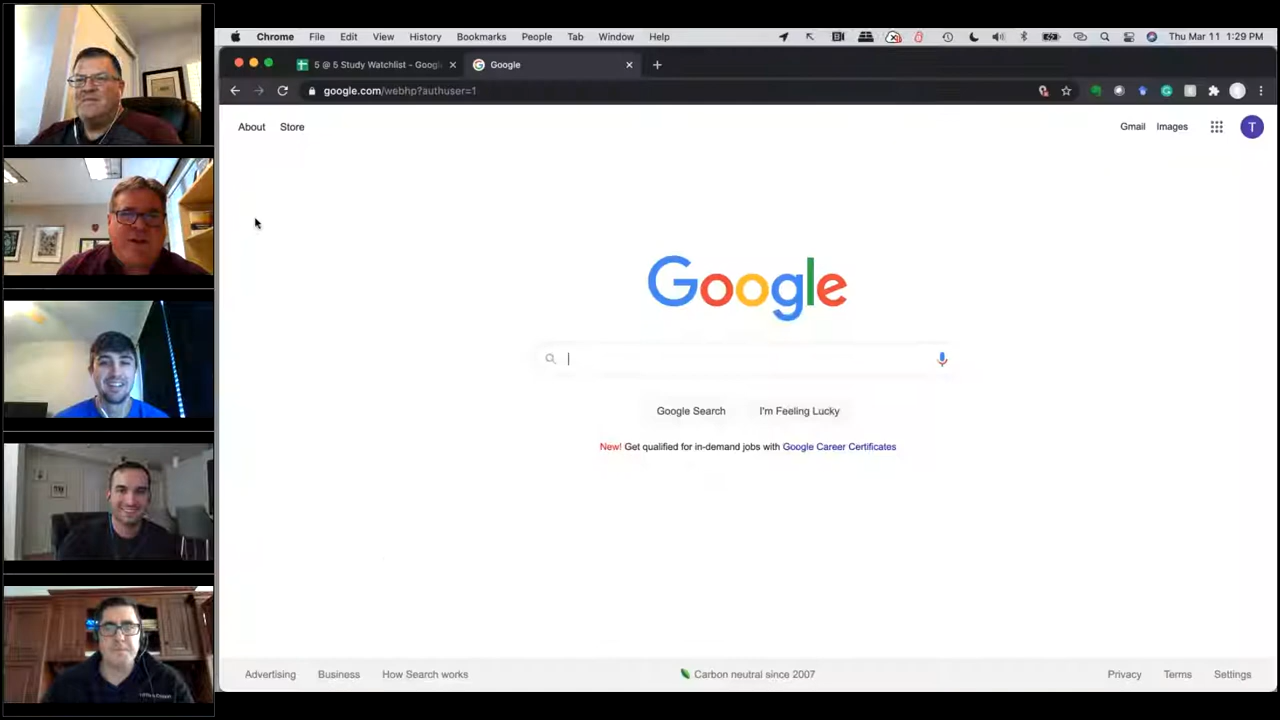 Chrome File Edit View History Bookmarks People Tab Window Help Thu Mar 11 1:29 PM
5 @ 5 Study Watchlist - Googl
Google
google.com/webhp?authuser=1
About Store Gmail Images T
Google
Google Search I'm Feeling Lucky
New! Get qualified for in-demand jobs with Google Career Certificates
Advertising Business How Search works Carbon neutral since 2007 Privacy Terms Settings